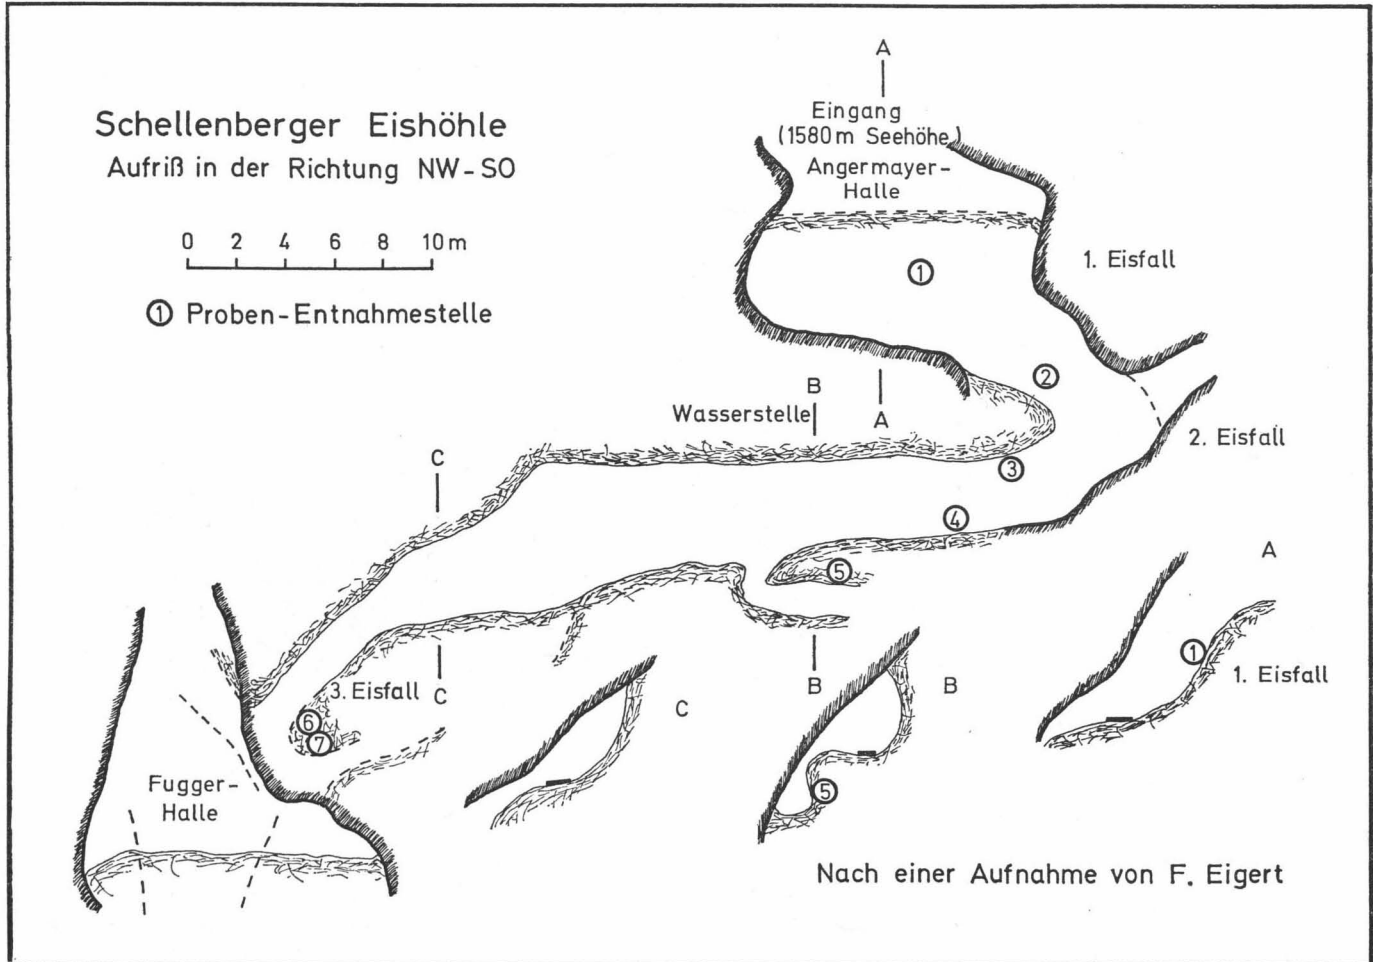 Schellenberger Eishöhle
Aufriß in der Richtung NW-SO
0 2 4 6 8 10 m
① Proben-Entnahmestelle
A
Eingang
(1580 m Seehöhe)
Angermayer-
Halle
①
1. Eisfall
②
B
A
Wasserstelle
2. Eisfall
C
③
④
⑤
A
①
1. Eisfall
3. Eisfall
C
⑥
⑦
C
B
B
⑤
Fugger-
Halle
Nach einer Aufnahme von F. Eigert